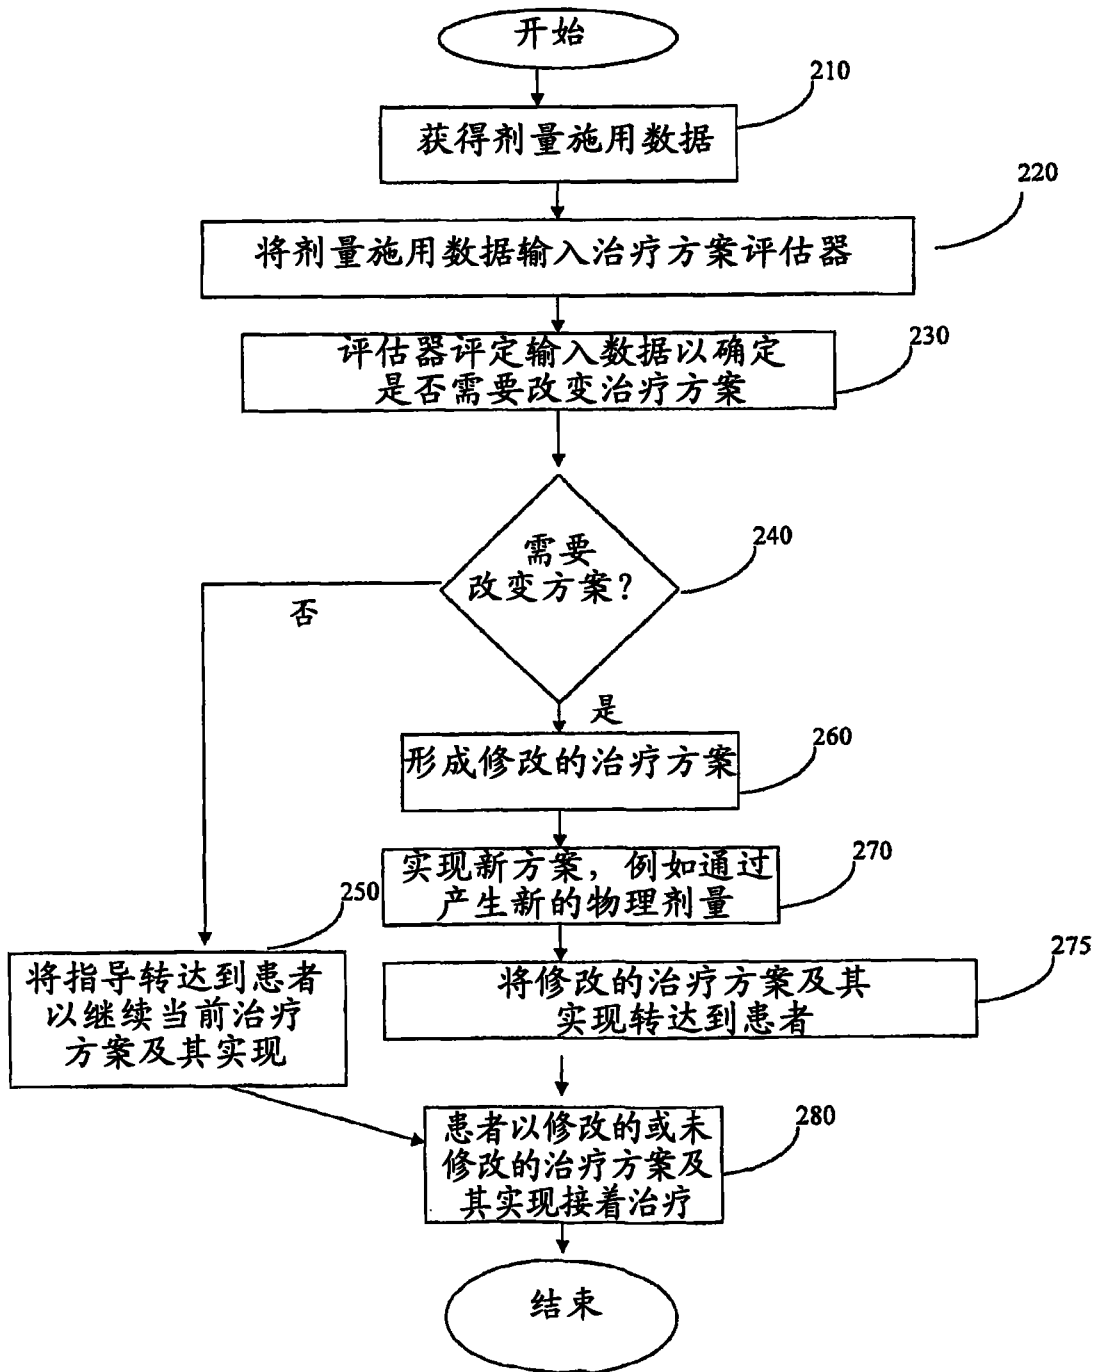 开始
210
获得剂量施用数据
220
将剂量施用数据输入治疗方案评估器
230
评估器评定输入数据以确定
是否需要改变治疗方案
240
需要
改变方案?
否
是
260
形成修改的治疗方案
270
实现新方案，例如通过
产生新的物理剂量
250
将指导转达到患者
以继续当前治疗
方案及其实现
275
将修改的治疗方案及其
实现转达到患者
280
患者以修改的或未
修改的治疗方案及
其实现接着治疗
结束